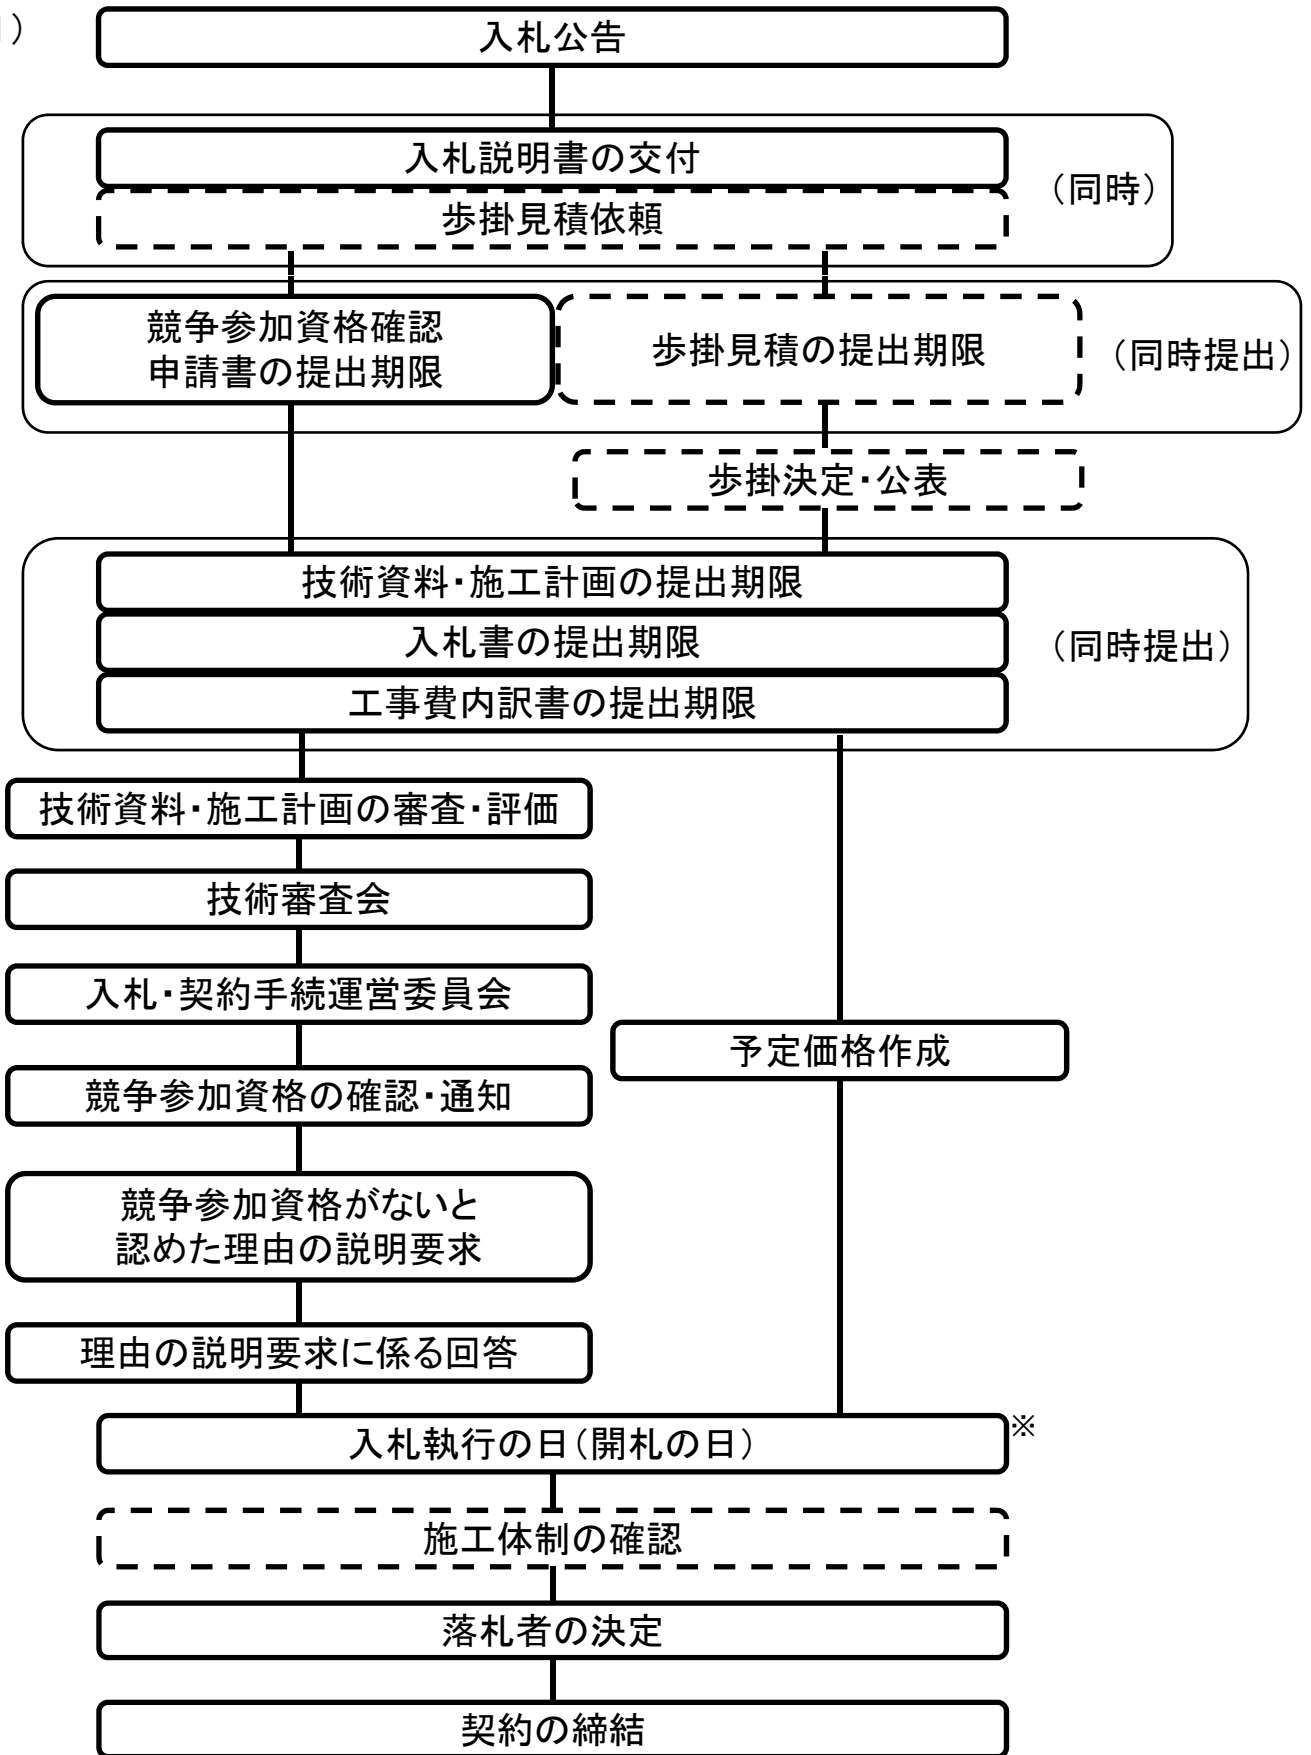 入札公告
入札説明書の交付
(同時)
歩掛見積依頼
競争参加資格確認
申請書の提出期限
歩掛見積の提出期限
(同時提出)
歩掛決定・公表
技術資料・施工計画の提出期限
入札書の提出期限
(同時提出)
工事費内訳書の提出期限
技術資料・施工計画の審査・評価
技術審査会
入札・契約手続運営委員会
予定価格作成
競争参加資格の確認・通知
競争参加資格がないと
認めた理由の説明要求
理由の説明要求に係る回答
入札執行の日(開札の日)
※
施工体制の確認
落札者の決定
契約の締結